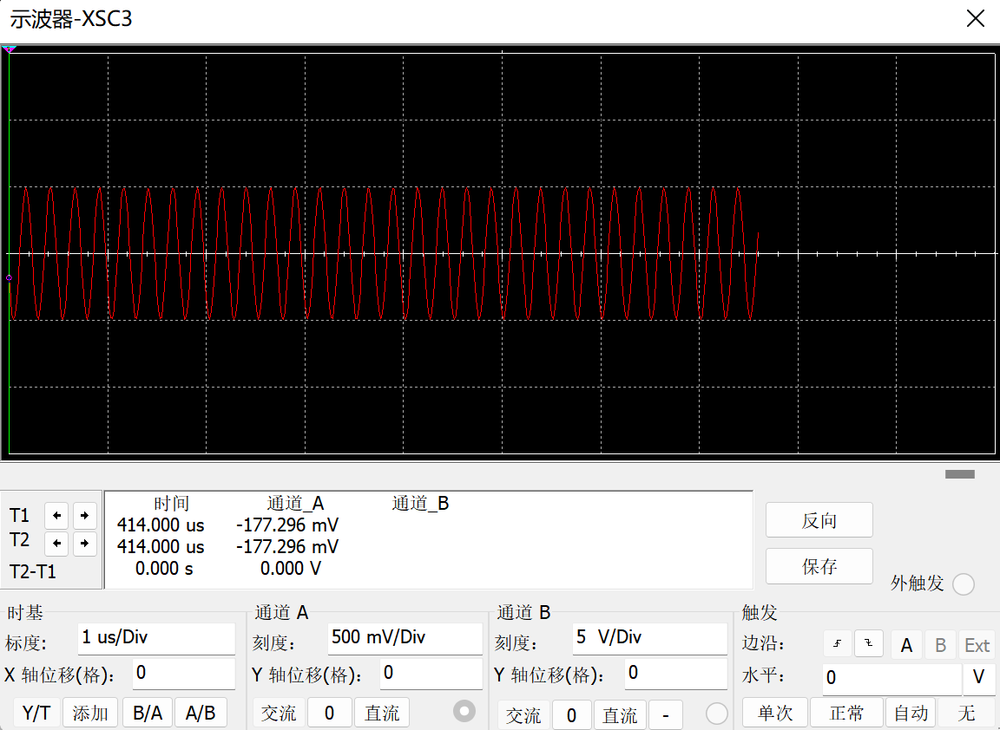 示波器-XSC3
时间 通道_A 通道_B
T1 414.000 us -177.296 mV
T2 414.000 us -177.296 mV
T2-T1 0.000 s 0.000 V
反向
保存
外触发
时基 通道 A 通道 B 触发
标度: 1 us/Div 刻度: 500 mV/Div 刻度: 5 V/Div 边沿: A B Ext
X 轴位移(格): 0 Y 轴位移(格): 0 Y 轴位移(格): 0 水平: 0 V
Y/T 添加 B/A A/B 交流 0 直流 交流 0 直流 - 单次 正常 自动 无